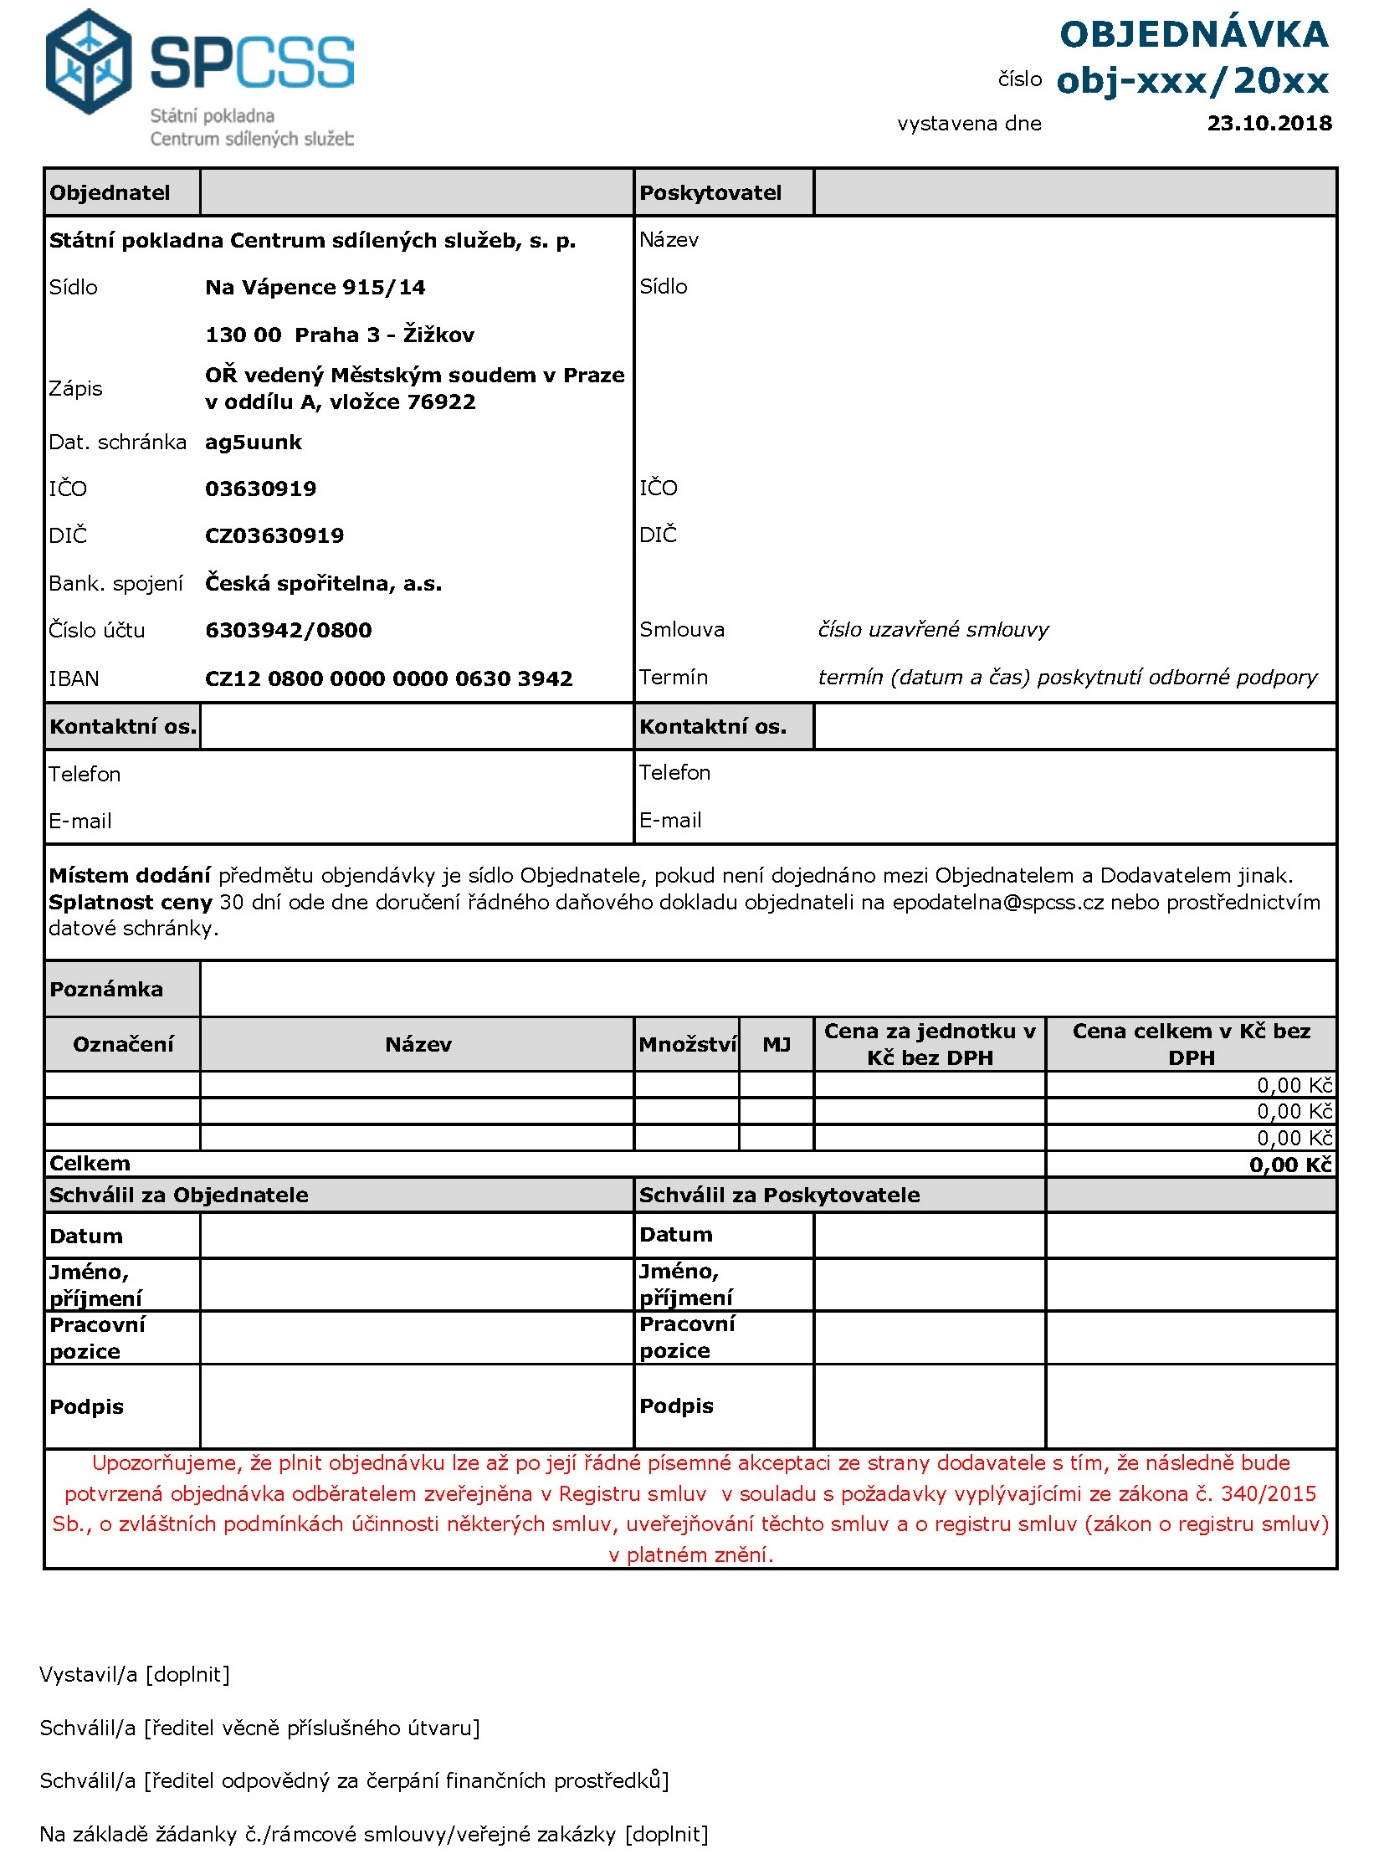 SPCSS
Státní pokladna
Centrum sdílených služeb
OBJEDNÁVKA
číslo obj-xxx/20xx
vystavena dne 23.10.2018
Objednatel Poskytovatel
Státní pokladna Centrum sdílených služeb, s. p. Název
Sídlo Na Vápence 915/14 Sídlo
130 00  Praha 3 - Žižkov
Zápis OŘ vedený Městským soudem v Praze
v oddílu A, vložce 76922
Dat. schránka ag5uunk
IČO 03630919 IČO
DIČ CZ03630919 DIČ
Bank. spojení Česká spořitelna, a.s.
Číslo účtu 6303942/0800 Smlouva číslo uzavřené smlouvy
IBAN CZ12 0800 0000 0000 0630 3942 Termín termín (datum a čas) poskytnutí odborné podpory
Kontaktní os. Kontaktní os.
Telefon Telefon
E-mail E-mail
Místem dodání předmětu objendávky je sídlo Objednatele, pokud není dojednáno mezi Objednatelem a Dodavatelem jinak.
Splatnost ceny 30 dní ode dne doručení řádného daňového dokladu objednateli na epodatelna@spcss.cz nebo prostřednictvím
datové schránky.
Poznámka
Označení Název Množství MJ Cena za jednotku v Kč bez DPH Cena celkem v Kč bez DPH
0,00 Kč
0,00 Kč
0,00 Kč
Celkem 0,00 Kč
Schválil za Objednatele Schválil za Poskytovatele
Datum Datum
Jméno, příjmení Jméno, příjmení
Pracovní pozice Pracovní pozice
Podpis Podpis
Upozorňujeme, že plnit objednávku lze až po její řádné písemné akceptaci ze strany dodavatele s tím, že následně bude
potvrzená objednávka odběratelem zveřejněna v Registru smluv  v souladu s požadavky vyplývajícími ze zákona č. 340/2015
Sb., o zvláštních podmínkách účinnosti některých smluv, uveřejňování těchto smluv a o registru smluv (zákon o registru smluv)
v platném znění.
Vystavil/a [doplnit]
Schválil/a [ředitel věcně příslušného útvaru]
Schválil/a [ředitel odpovědný za čerpání finančních prostředků]
Na základě žádanky č./rámcové smlouvy/veřejné zakázky [doplnit]